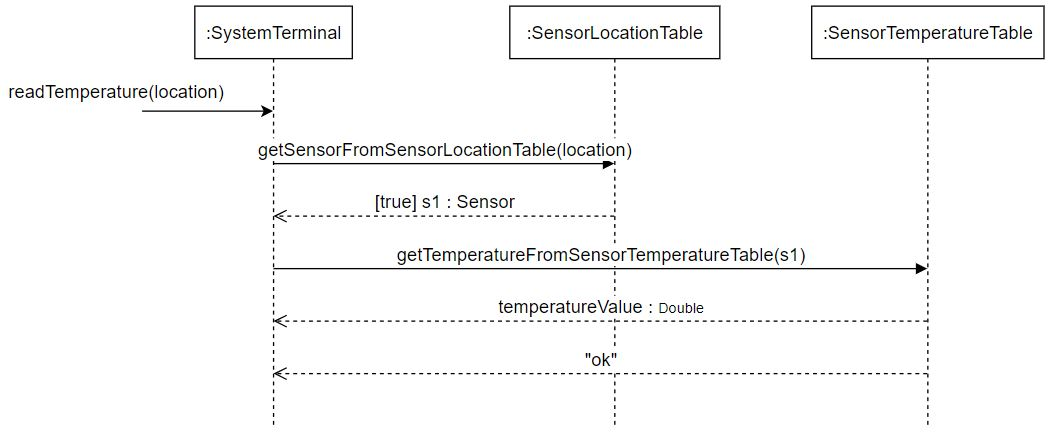 :SystemTerminal
:SensorLocationTable
:SensorTemperatureTable
readTemperature(location)
getSensorFromSensorLocationTable(location)
[true] s1 : Sensor
getTemperatureFromSensorTemperatureTable(s1)
temperatureValue : Double
"ok"